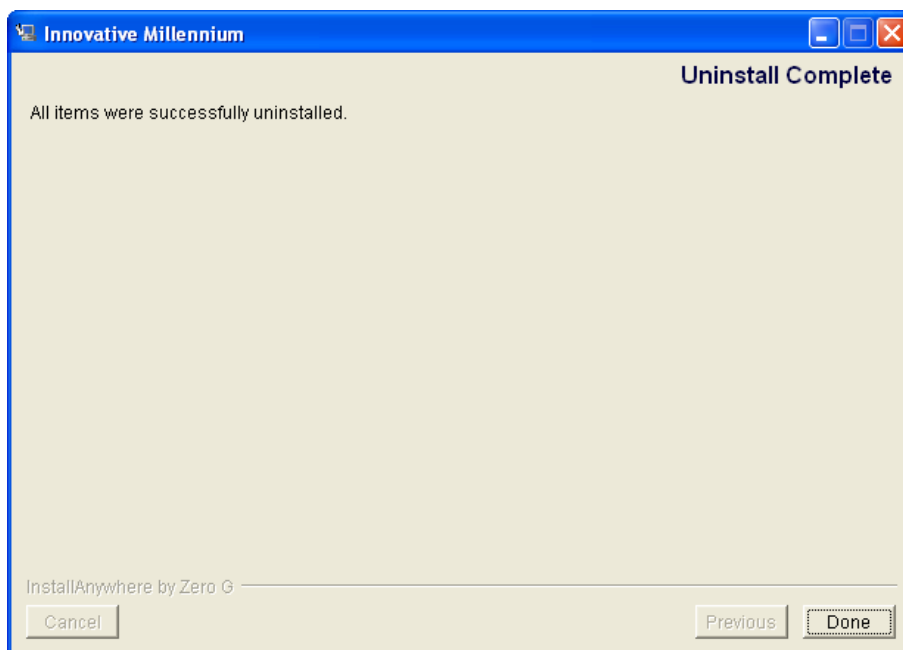 Innovative Millennium
Uninstall Complete
All items were successfully uninstalled.
InstallAnywhere by Zero G
Cancel
Previous
Done